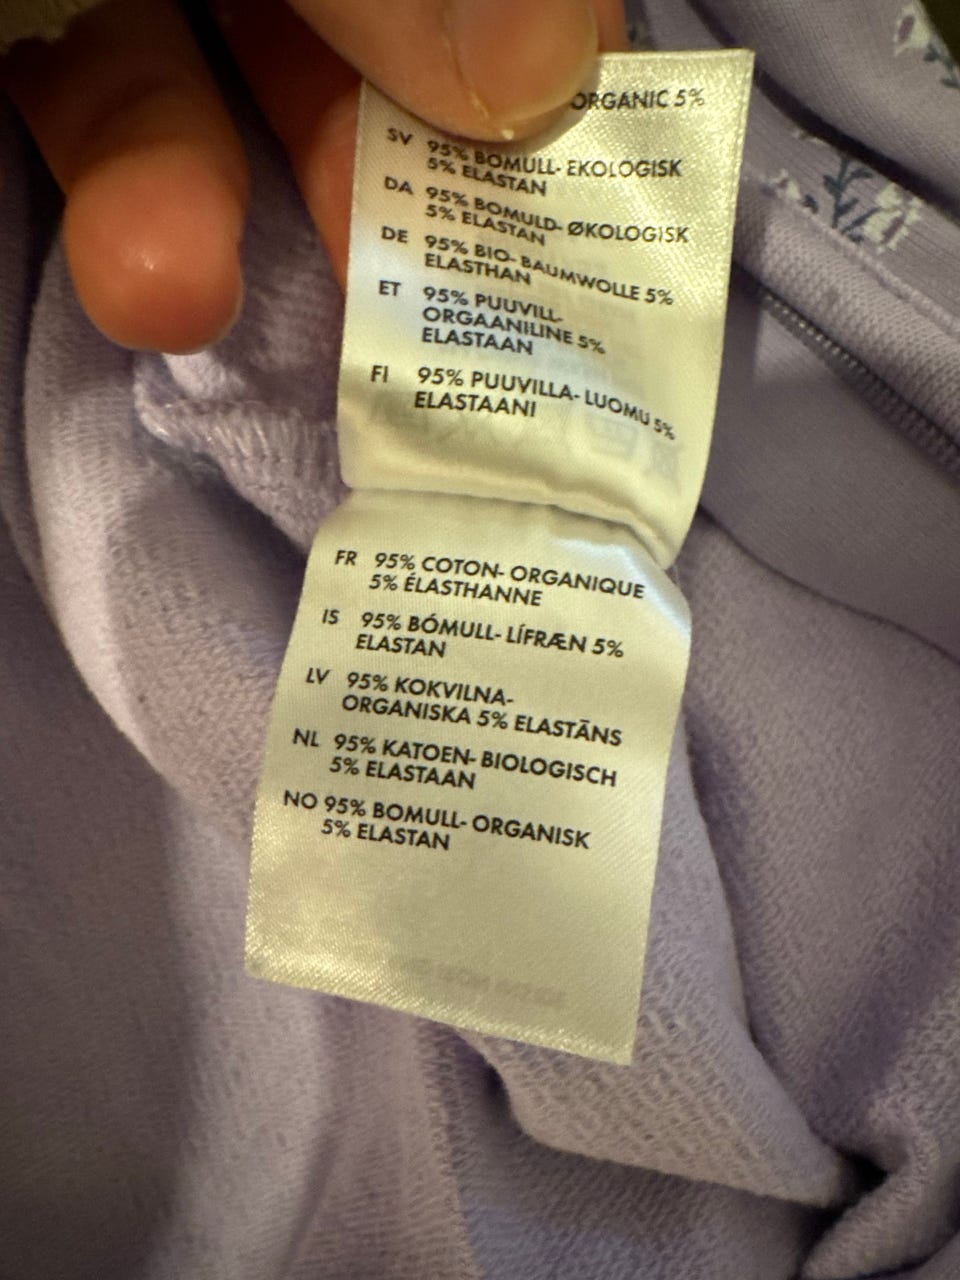 ORGANIC 5%
SV 95% BOMULL- EKOLOGISK
5% ELASTAN
DA 95% BOMULD- ØKOLOGISK
5% ELASTAN
DE 95% BIO- BAUMWOLLE 5%
ELASTHAN
ET 95% PUUVILL-
ORGAANILINE 5%
ELASTAAN
FI 95% PUUVILLA- LUOMU 5%
ELASTAANI
FR 95% COTON- ORGANIQUE
5% ÉLASTHANNE
IS 95% BÓMULL- LÍFRÆN 5%
ELASTAN
LV 95% KOKVILNA-
ORGANISKA 5% ELASTĀNS
NL 95% KATOEN- BIOLOGISCH
5% ELASTAAN
NO 95% BOMULL- ORGANISK
5% ELASTAN